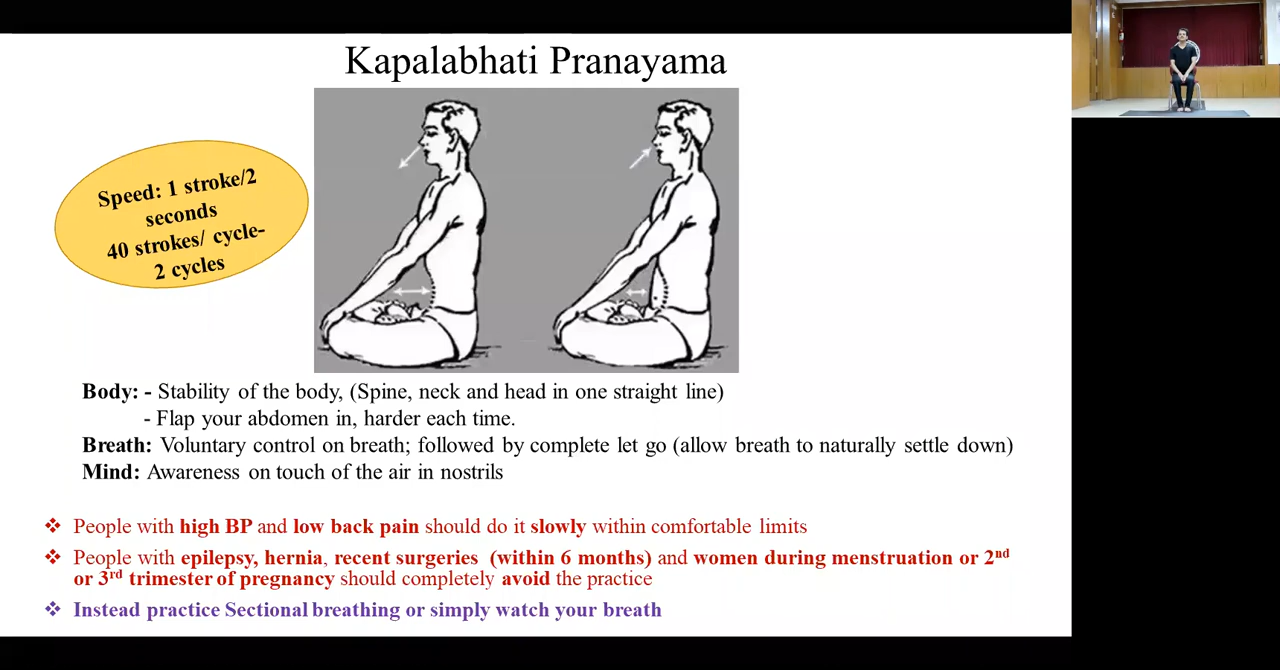 Kapalabhati Pranayama
Speed: 1 stroke/2
seconds
40 strokes/ cycle-
2 cycles
Body: - Stability of the body, (Spine, neck and head in one straight line)
- Flap your abdomen in, harder each time.
Breath: Voluntary control on breath; followed by complete let go (allow breath to naturally settle down)
Mind: Awareness on touch of the air in nostrils
❖ People with high BP and low back pain should do it slowly within comfortable limits
❖ People with epilepsy, hernia, recent surgeries (within 6 months) and women during menstruation or 2nd
or 3rd trimester of pregnancy should completely avoid the practice
❖ Instead practice Sectional breathing or simply watch your breath